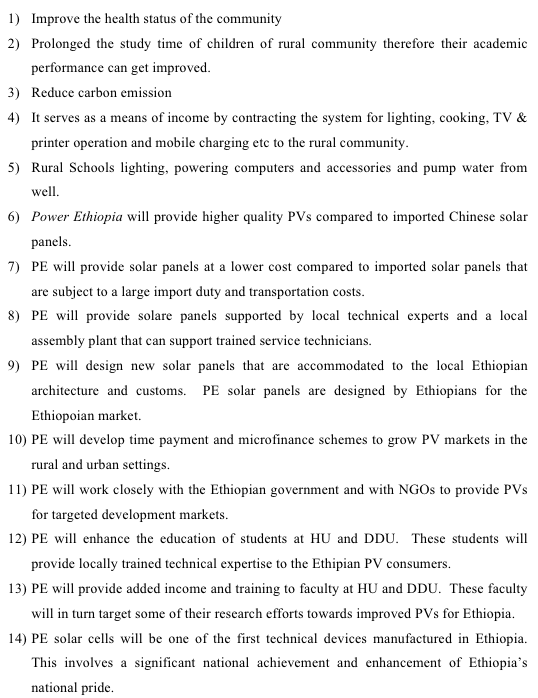 1) Improve the health status of the community
2) Prolonged the study time of children of rural community therefore their academic
performance can get improved.
3) Reduce carbon emission
4) It serves as a means of income by contracting the system for lighting, cooking, TV &
printer operation and mobile charging etc to the rural community.
5) Rural Schools lighting, powering computers and accessories and pump water from
well.
6) Power Ethiopia will provide higher quality PVs compared to imported Chinese solar
panels.
7) PE will provide solar panels at a lower cost compared to imported solar panels that
are subject to a large import duty and transportation costs.
8) PE will provide solare panels supported by local technical experts and a local
assembly plant that can support trained service technicians.
9) PE will design new solar panels that are accommodated to the local Ethiopian
architecture and customs. PE solar panels are designed by Ethiopians for the
Ethiopoian market.
10) PE will develop time payment and microfinance schemes to grow PV markets in the
rural and urban settings.
11) PE will work closely with the Ethiopian government and with NGOs to provide PVs
for targeted development markets.
12) PE will enhance the education of students at HU and DDU. These students will
provide locally trained technical expertise to the Ethipian PV consumers.
13) PE will provide added income and training to faculty at HU and DDU. These faculty
will in turn target some of their research efforts towards improved PVs for Ethiopia.
14) PE solar cells will be one of the first technical devices manufactured in Ethiopia.
This involves a significant national achievement and enhancement of Ethiopia's
national pride.